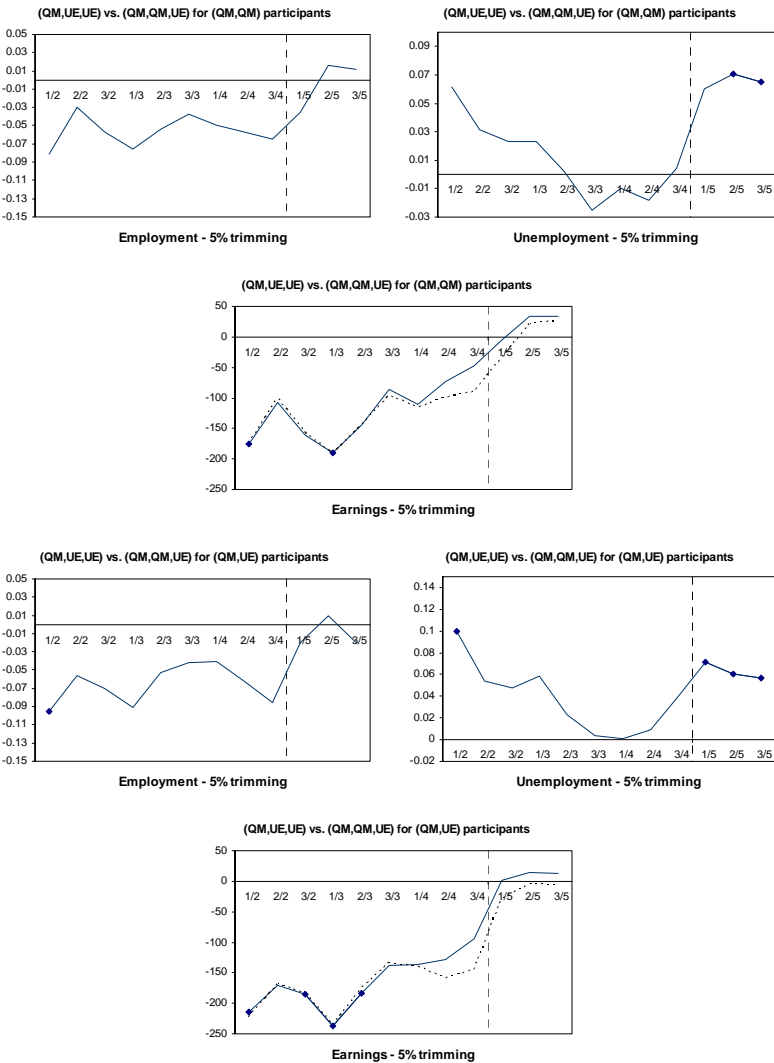 (QM,UE,UE) vs. (QM,QM,UE) for (QM,QM) participants
0.05
0.03
0.01
-0.01
-0.03
-0.05
-0.07
-0.09
-0.11
-0.13
-0.15
1/2 2/2 3/2 1/3 2/3 3/3 1/4 2/4 3/4 1/5 2/5 3/5
Employment - 5% trimming
(QM,UE,UE) vs. (QM,QM,UE) for (QM,QM) participants
0.09
0.07
0.05
0.03
0.01
-0.01
-0.03
1/2 2/2 3/2 1/3 2/3 3/3 1/4 2/4 3/4 1/5 2/5 3/5
Unemployment - 5% trimming
(QM,UE,UE) vs. (QM,QM,UE) for (QM,QM) participants
50
0
-50
-100
-150
-200
-250
1/2 2/2 3/2 1/3 2/3 3/3 1/4 2/4 3/4 1/5 2/5 3/5
Earnings - 5% trimming
(QM,UE,UE) vs. (QM,QM,UE) for (QM,UE) participants
0.05
0.03
0.01
-0.01
-0.03
-0.05
-0.07
-0.09
-0.11
-0.13
-0.15
1/2 2/2 3/2 1/3 2/3 3/3 1/4 2/4 3/4 1/5 2/5 3/5
Employment - 5% trimming
(QM,UE,UE) vs. (QM,QM,UE) for (QM,UE) participants
0.14
0.12
0.1
0.08
0.06
0.04
0.02
0
-0.02
1/2 2/2 3/2 1/3 2/3 3/3 1/4 2/4 3/4 1/5 2/5 3/5
Unemployment - 5% trimming
(QM,UE,UE) vs. (QM,QM,UE) for (QM,UE) participants
50
0
-50
-100
-150
-200
-250
1/2 2/2 3/2 1/3 2/3 3/3 1/4 2/4 3/4 1/5 2/5 3/5
Earnings - 5% trimming